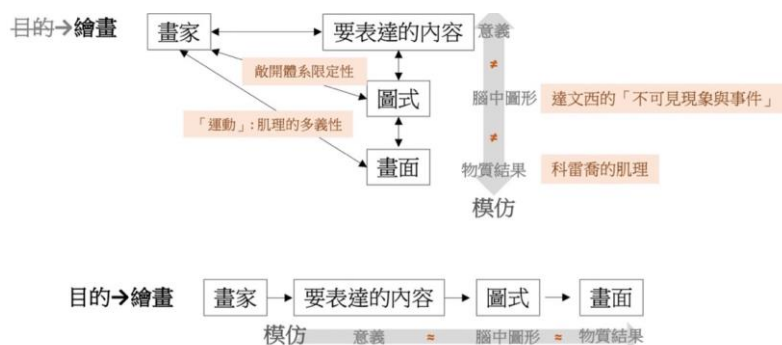 目的→繪畫
畫家
要表達的內容
意義
≠
敞開體系限定性
圖式
腦中圖形
達文西的「不可見現象與事件」
「運動」:肌理的多義性
≠
畫面
物質結果
科雷喬的肌理
模仿
目的→繪畫
畫家
要表達的內容
圖式
畫面
模仿
意義
≈
腦中圖形
≈
物質結果